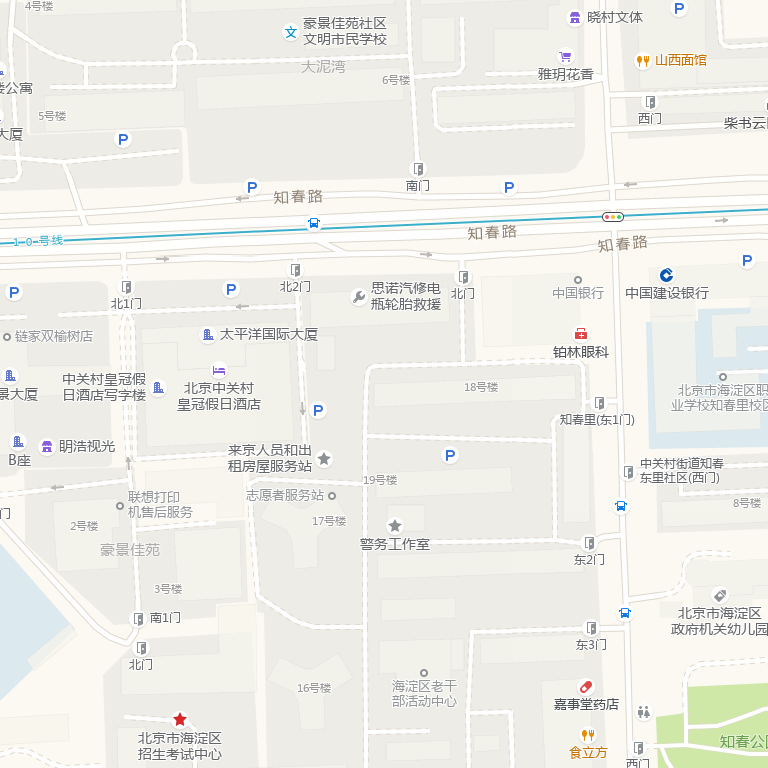 4号楼
豪景佳苑社区
文明市民学校
晓村文体
P
大泥湾
6号楼
雅玥花香
山西面馆
公寓
5号楼
西门
大厦
P
柴书云
南门
P
P
知春路
知春路
知春路
10号线
北1门
北2门
北门
P
P
P
思诺汽修电
瓶轮胎救援
中国银行
中国建设银行
链家双榆树店
太平洋国际大厦
铂林眼科
中关村皇冠假
日酒店写字楼
北京中关村
皇冠假日酒店
18号楼
景大厦
北京市海淀区职
业学校知春里校区
P
知春里(东1门)
B座
明浩视光
来京人员和出
租房屋服务站
P
中关村街道知春
东里社区(西门)
19号楼
志愿者服务站
联想打印
机售后服务
17号楼
8号楼
门
2号楼
豪景佳苑
警务工作室
东2门
3号楼
南1门
北京市海淀区
政府机关幼儿园
北门
东3门
16号楼
海淀区老干
部活动中心
嘉事堂药店
北京市海淀区
招生考试中心
食立方
知春公
西门